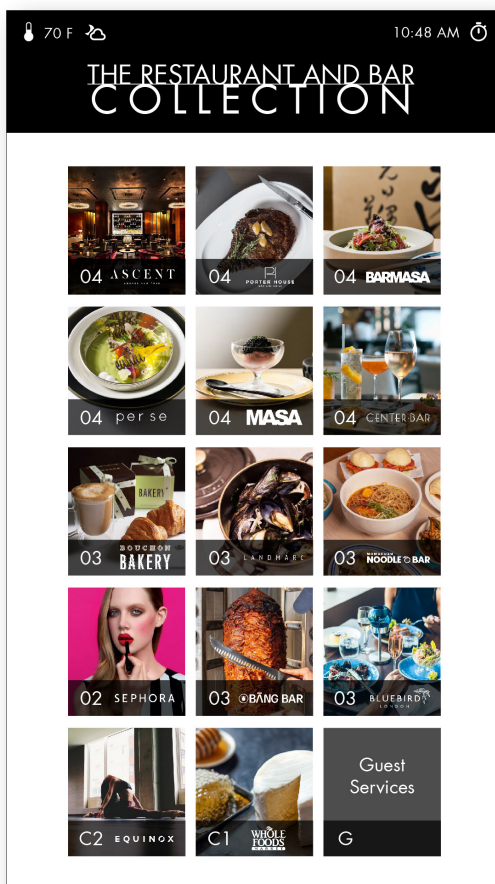 70 F
10:48 AM
THE RESTAURANT AND BAR
COLLECTION
04 ASCENT
04 PORTER HOUSE
04 BARMASA
04 per se
04 MASA
04 CENTER BAR
BAKERY
03 BOUCHON
BAKERY
03 LANDMARC
03 MOMOFUKU
NOODLE BAR
02 SEPHORA
03 BĀNG BAR
03 BLUEBIRD
LONDON
C2 EQUINOX
C1 WHOLE
FOODS
MARKET
Guest
Services
G